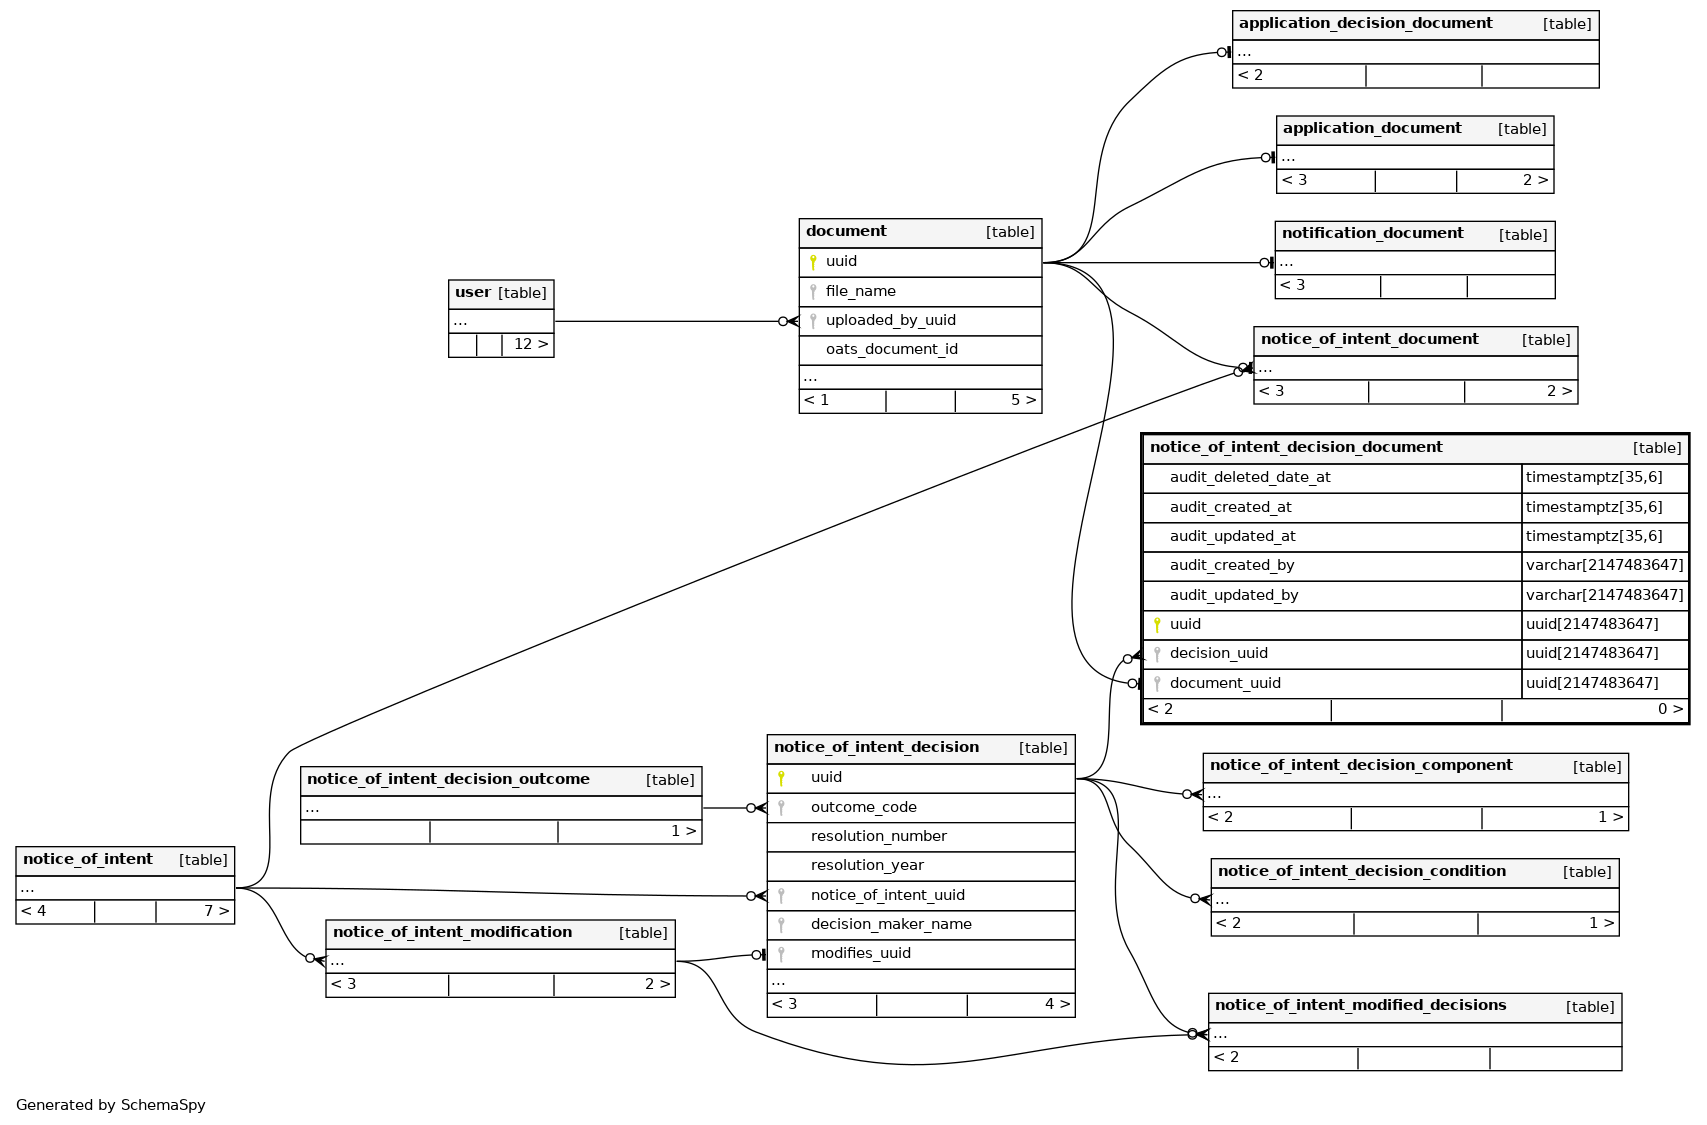 application_decision_document [table]
...
< 2
application_document [table]
...
< 3 2 >
document [table]
uuid
file_name
uploaded_by_uuid
oats_document_id
...
< 1 5 >
notification_document [table]
...
< 3
user [table]
...
12 >
notice_of_intent_document [table]
...
< 3 2 >
notice_of_intent_decision_document [table]
audit_deleted_date_at timestamptz[35,6]
audit_created_at timestamptz[35,6]
audit_updated_at timestamptz[35,6]
audit_created_by varchar[2147483647]
audit_updated_by varchar[2147483647]
uuid uuid[2147483647]
decision_uuid uuid[2147483647]
document_uuid uuid[2147483647]
< 2 0 >
notice_of_intent_decision [table]
uuid
outcome_code
resolution_number
resolution_year
notice_of_intent_uuid
decision_maker_name
modifies_uuid
...
< 3 4 >
notice_of_intent_decision_component [table]
...
< 2 1 >
notice_of_intent_decision_outcome [table]
...
1 >
notice_of_intent [table]
...
< 4 7 >
notice_of_intent_decision_condition [table]
...
< 2 1 >
notice_of_intent_modification [table]
...
< 3 2 >
notice_of_intent_modified_decisions [table]
...
< 2
Generated by SchemaSpy